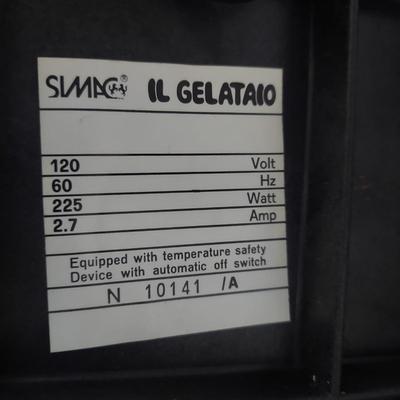 SIMAC® IL GELATAIO
120 Volt
60 Hz
225 Watt
2.7 Amp
Equipped with temperature safety
Device with automatic off switch
N 10141 /A